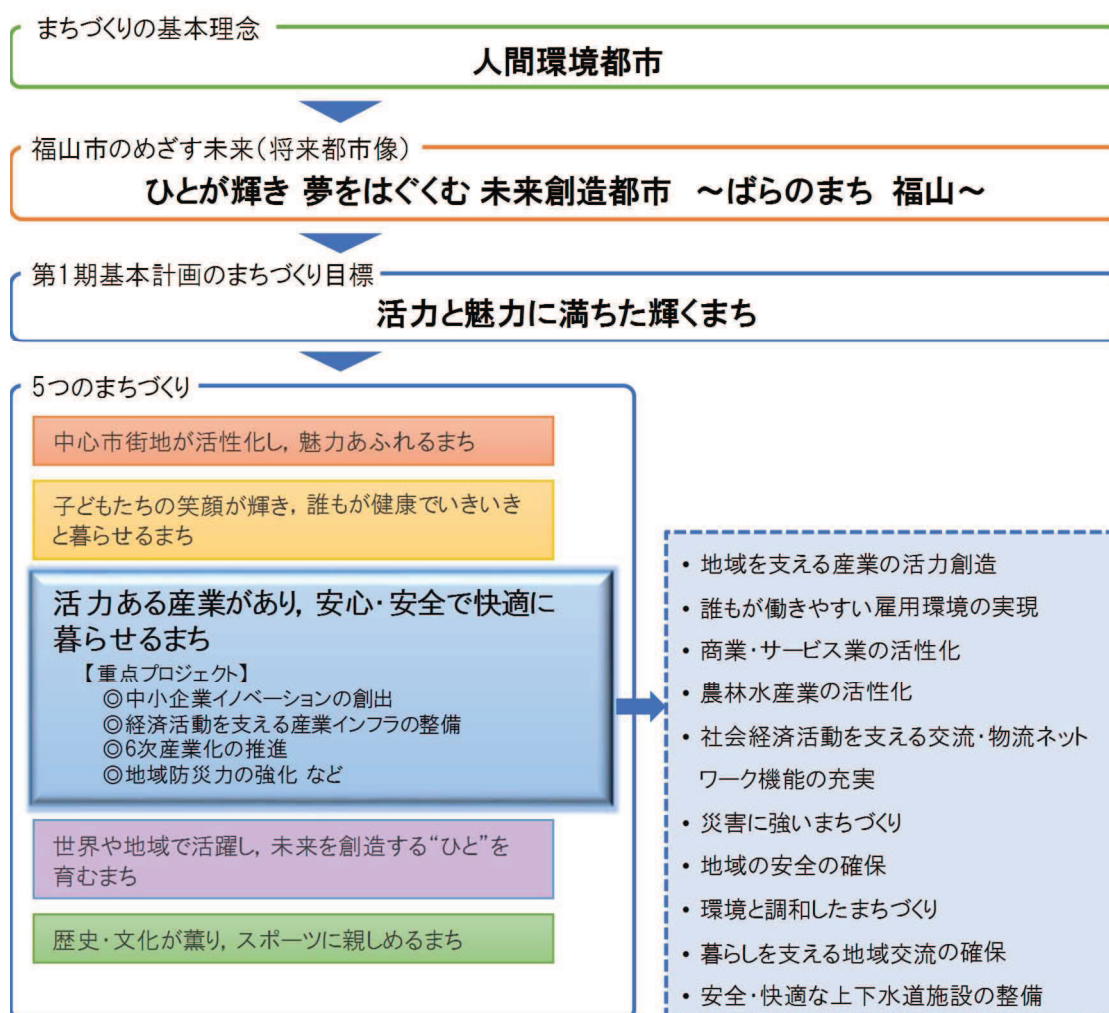 まちづくりの基本理念
人間環境都市
福山市のめざす未来(将来都市像)
ひとが輝き 夢をはぐくむ 未来創造都市 ～ばらのまち 福山～
第1期基本計画のまちづくり目標
活力と魅力に満ちた輝くまち
5つのまちづくり
中心市街地が活性化し，魅力あふれるまち
子どもたちの笑顔が輝き，誰もが健康でいきいき
と暮らせるまち
活力ある産業があり，安心・安全で快適に
暮らせるまち
【重点プロジェクト】
◎中小企業イノベーションの創出
◎経済活動を支える産業インフラの整備
◎6次産業化の推進
◎地域防災力の強化 など
世界や地域で活躍し，未来を創造する“ひと”を
育むまち
歴史・文化が薫り，スポーツに親しめるまち
• 地域を支える産業の活力創造
• 誰もが働きやすい雇用環境の実現
• 商業・サービス業の活性化
• 農林水産業の活性化
• 社会経済活動を支える交流・物流ネット
ワーク機能の充実
• 災害に強いまちづくり
• 地域の安全の確保
• 環境と調和したまちづくり
• 暮らしを支える地域交流の確保
• 安全・快適な上下水道施設の整備